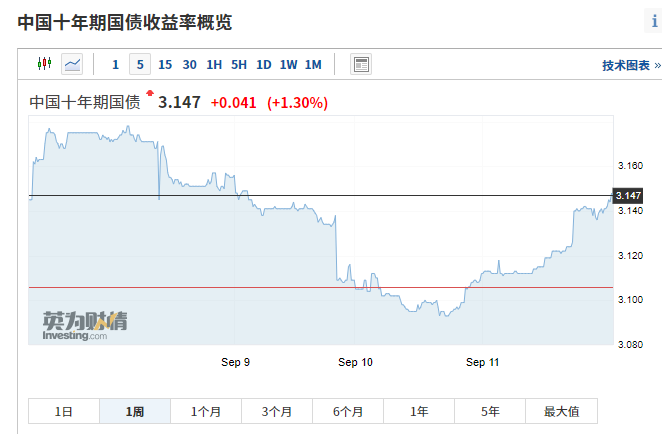 中国十年期国债收益率概览
i
1 5 15 30 1H 5H 1D 1W 1M
技术图表 »
中国十年期国债 3.147 +0.041 (+1.30%)
3.160
3.147
3.140
3.120
3.100
3.080
英为财情
Investing.com
Sep 9 Sep 10 Sep 11
1日 1周 1个月 3个月 6个月 1年 5年 最大值